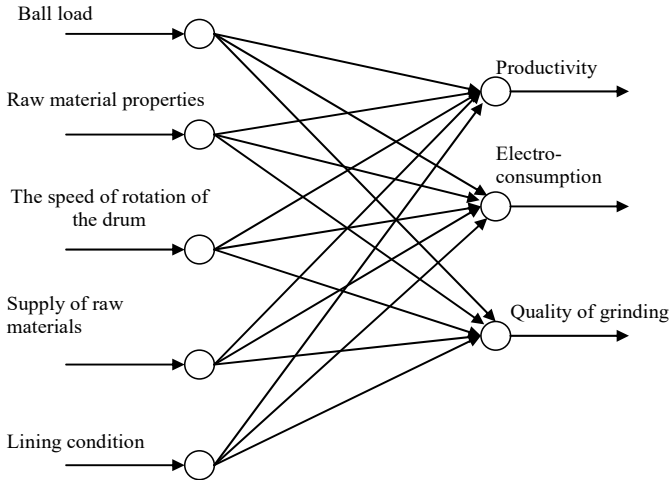 Ball load
Raw material properties
The speed of rotation of
the drum
Supply of raw
materials
Lining condition
Productivity
Electro-
consumption
Quality of grinding